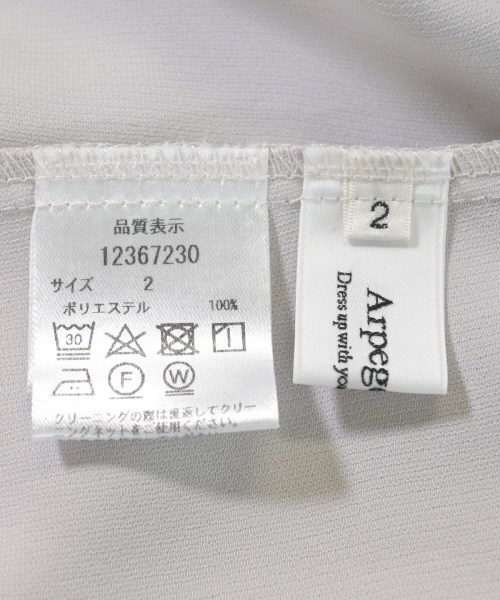 品質表示
12367230
サイズ 2
ポリエステル 100%
30
F
W
クリーニングの際は裏返してクリー
ニングネットをご使用ください。
2
Arpege
Dress up with you